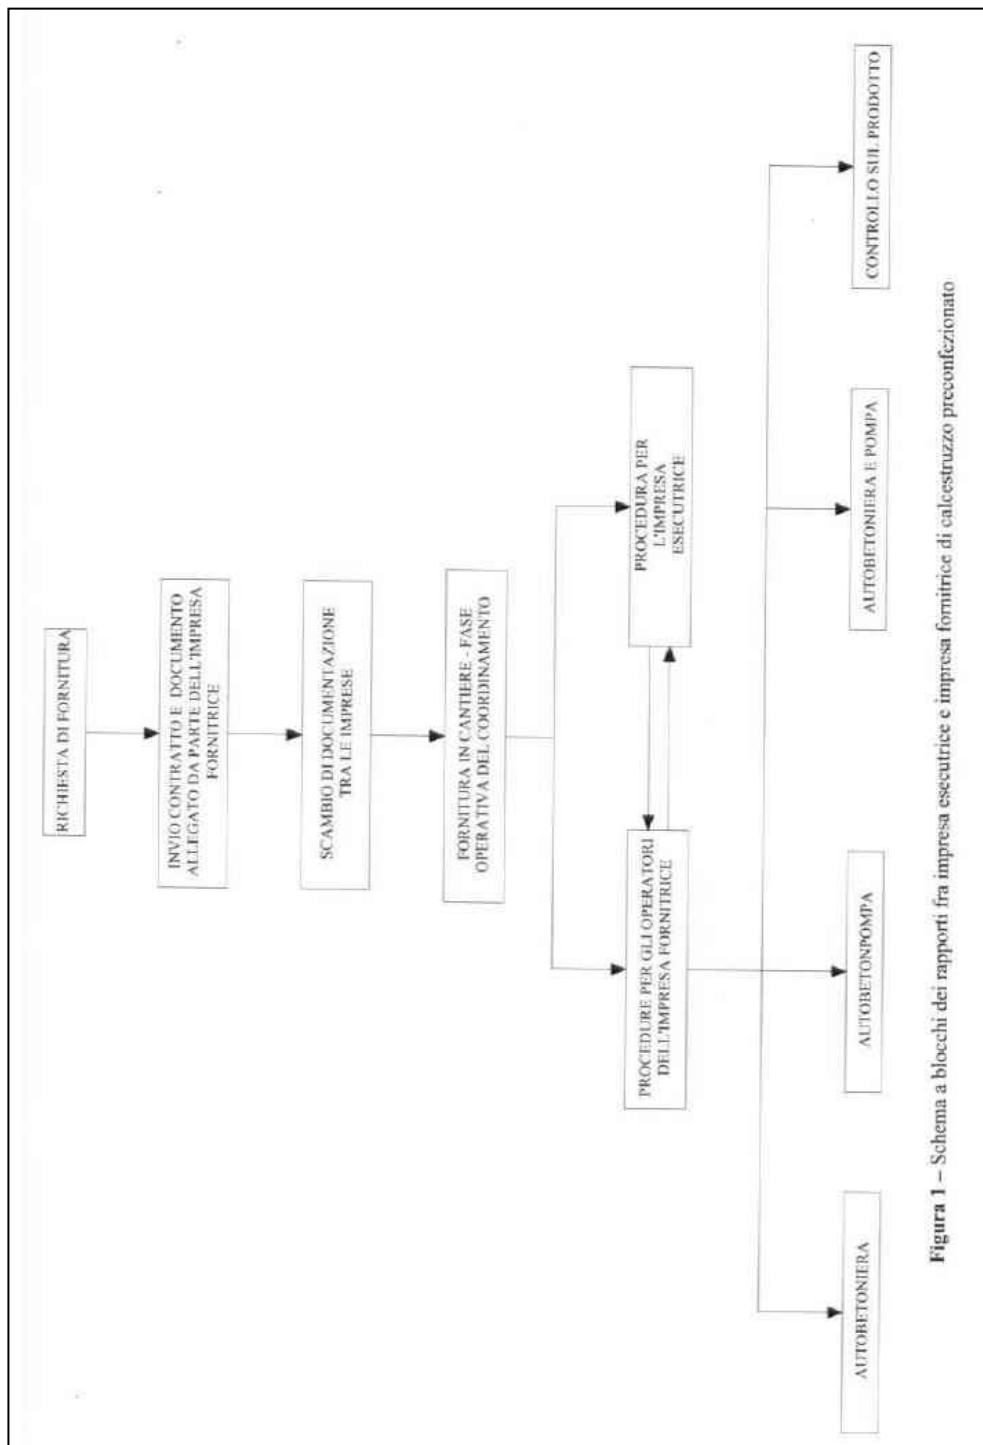 RICHIESTA DI FORNITURA
INVIO CONTRATTO E DOCUMENTO
ALLEGATO DA PARTE DELL'IMPRESA
FORNITRICE
SCAMBIO DI DOCUMENTAZIONE
TRA LE IMPRESE
FORNITURA IN CANTIERE - FASE
OPERATIVA DEL COORDINAMENTO
PROCEDURE PER GLI OPERATORI
DELL'IMPRESA FORNITRICE
PROCEDURA PER
L'IMPRESA
ESECUTRICE
AUTOBETONIERA
AUTOBETONPOMPA
AUTOBETONIERA E POMPA
CONTROLLO SUL PRODOTTO
Figura 1 – Schema a blocchi dei rapporti fra impresa esecutrice e impresa fornitrice di calcestruzzo preconfezionato